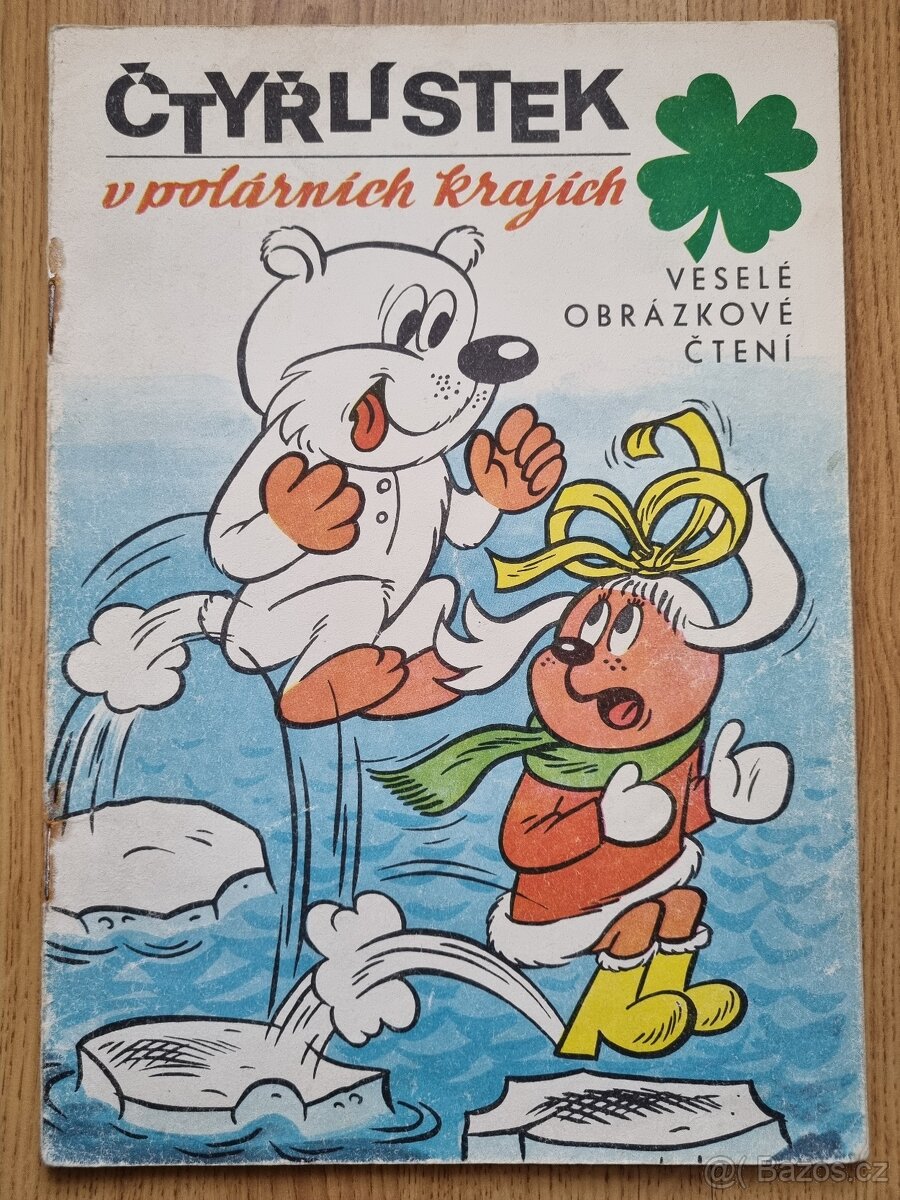 ČTYŘLÍSTEK
v polárních krajích
VESELÉ
OBRÁZKOVÉ
ČTENÍ
Bazos.cz